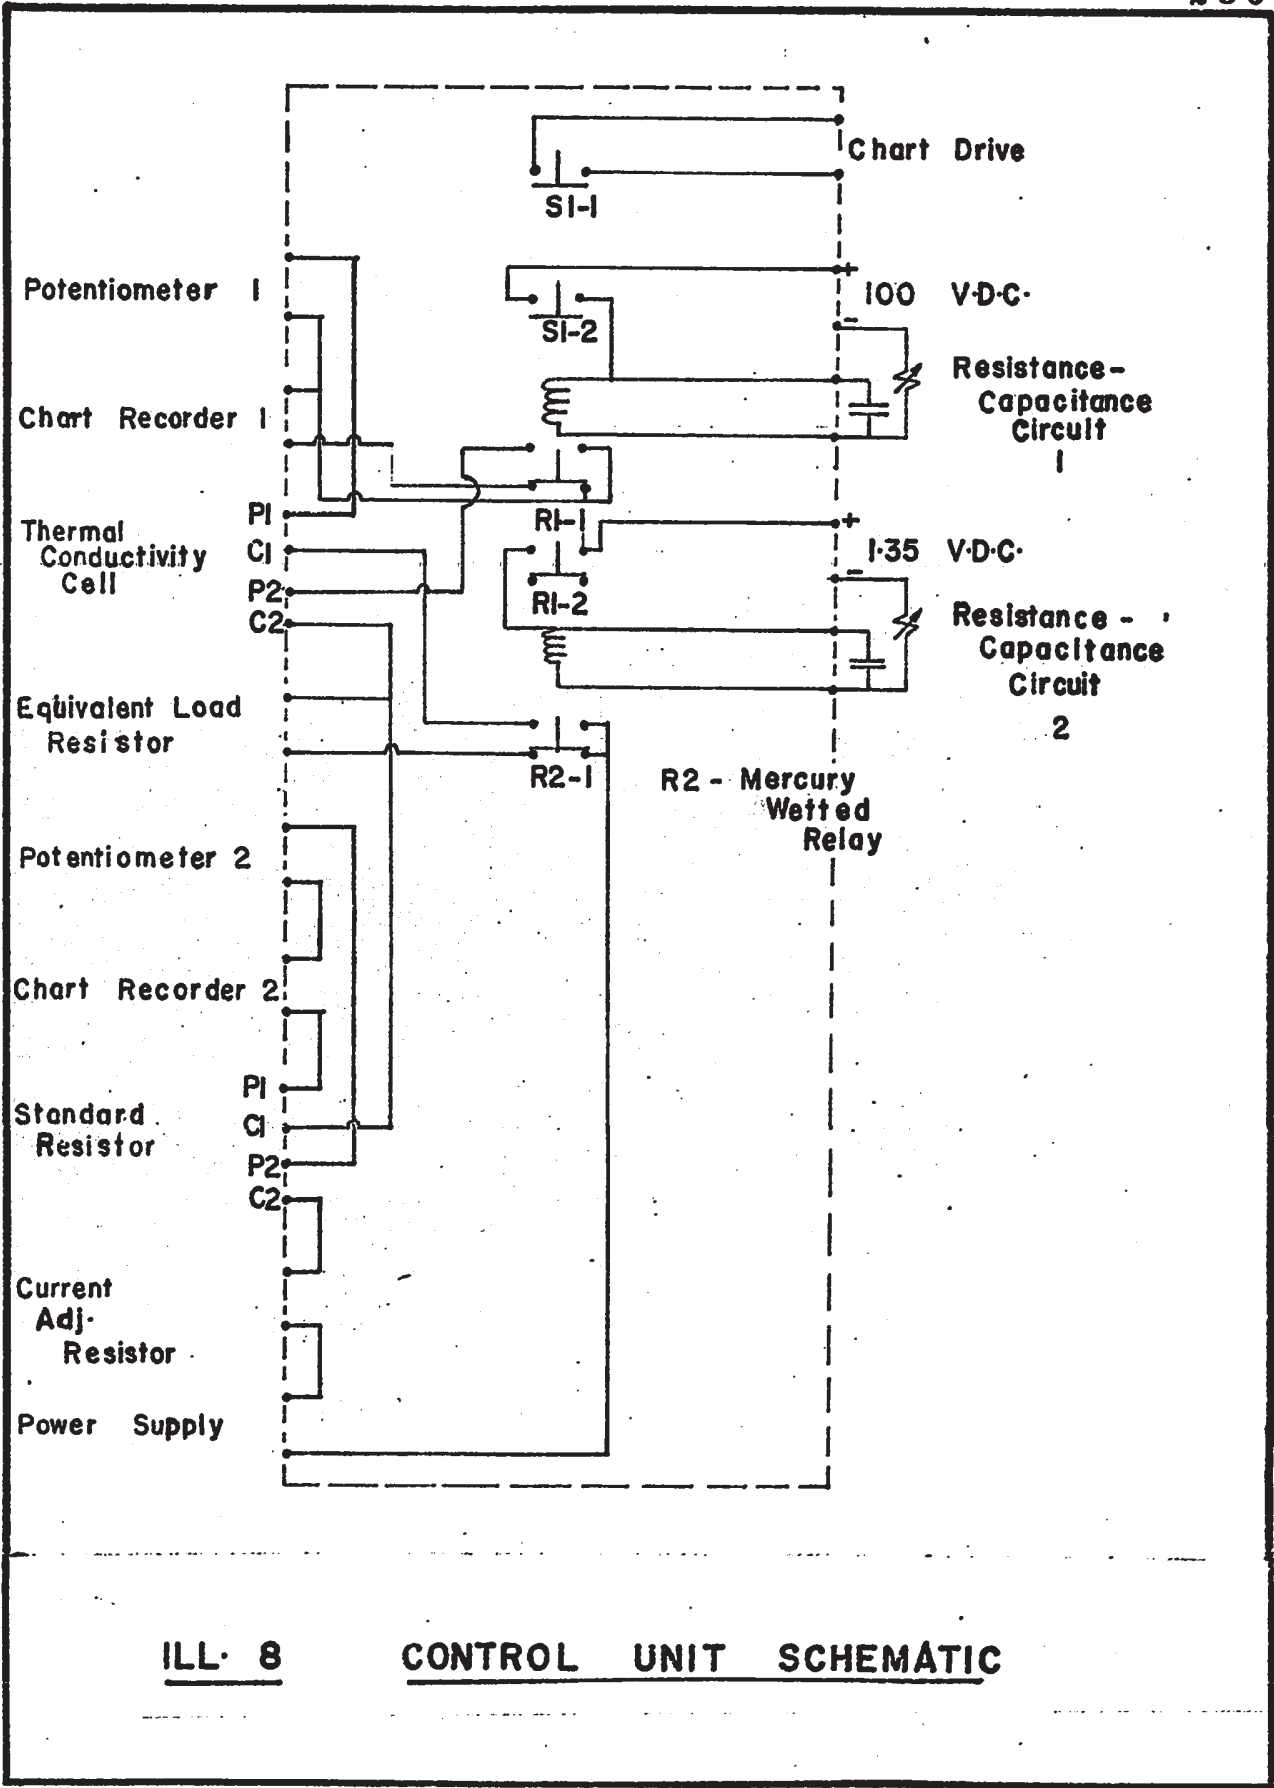 Chart Drive
S1-1
Potentiometer 1
+
100 V.D.C.
-
S1-2
Resistance-
Capacitance
Circuit
1
Chart Recorder 1
P1
R1-1
+
Thermal
Conductivity
Cell
C1
1.35 V.D.C.
-
P2
R1-2
C2
Resistance -
Capacitance
Circuit
2
Equivalent Load
Resistor
R2-1
R2 - Mercury
Wetted
Relay
Potentiometer 2
Chart Recorder 2
P1
Standard
Resistor
C1
P2
C2
Current
Adj.
Resistor
Power Supply
ILL. 8 CONTROL UNIT SCHEMATIC